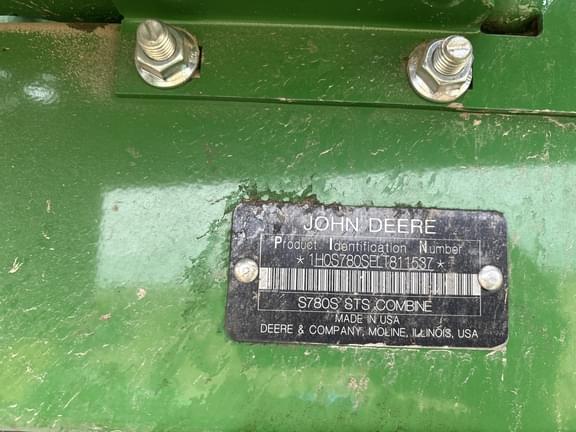 JOHN DEERE
Product Identification Number
*1H0S780SELT811537*
S780S STS COMBINE
MADE IN USA
DEERE & COMPANY, MOLINE, ILLINOIS, USA